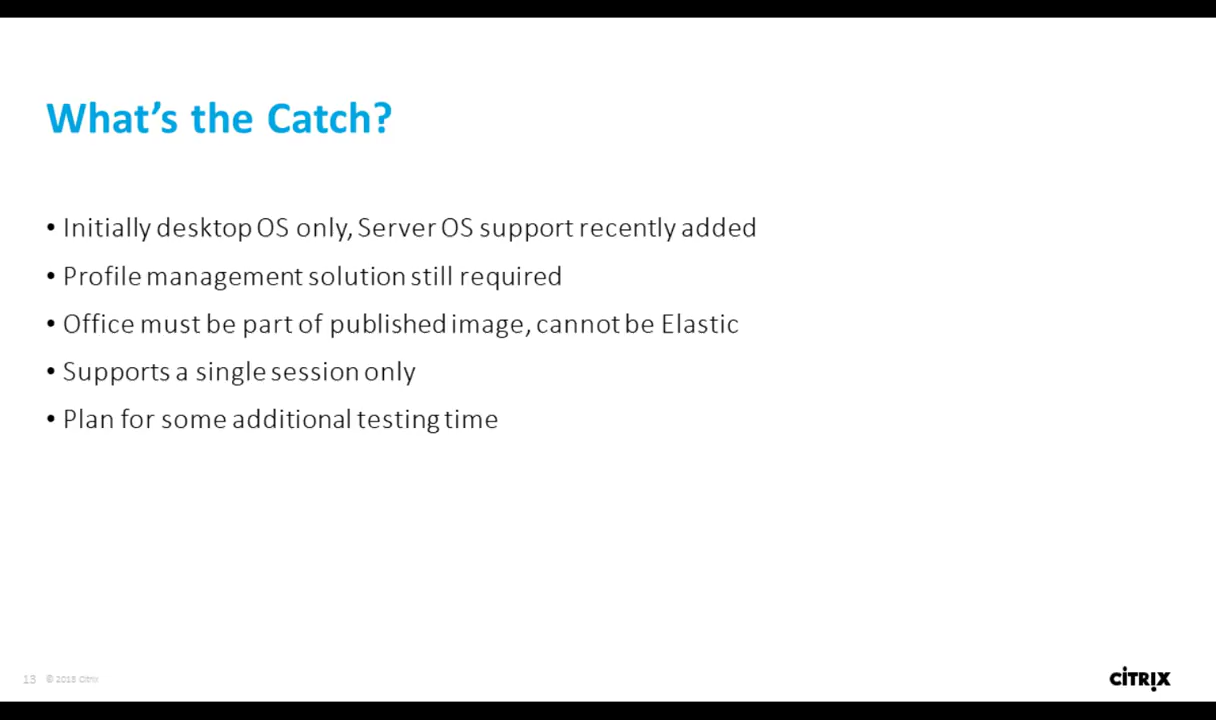 What's the Catch?
• Initially desktop OS only, Server OS support recently added
• Profile management solution still required
• Office must be part of published image, cannot be Elastic
• Supports a single session only
• Plan for some additional testing time
13 © 2018 Citrix
CITRIX